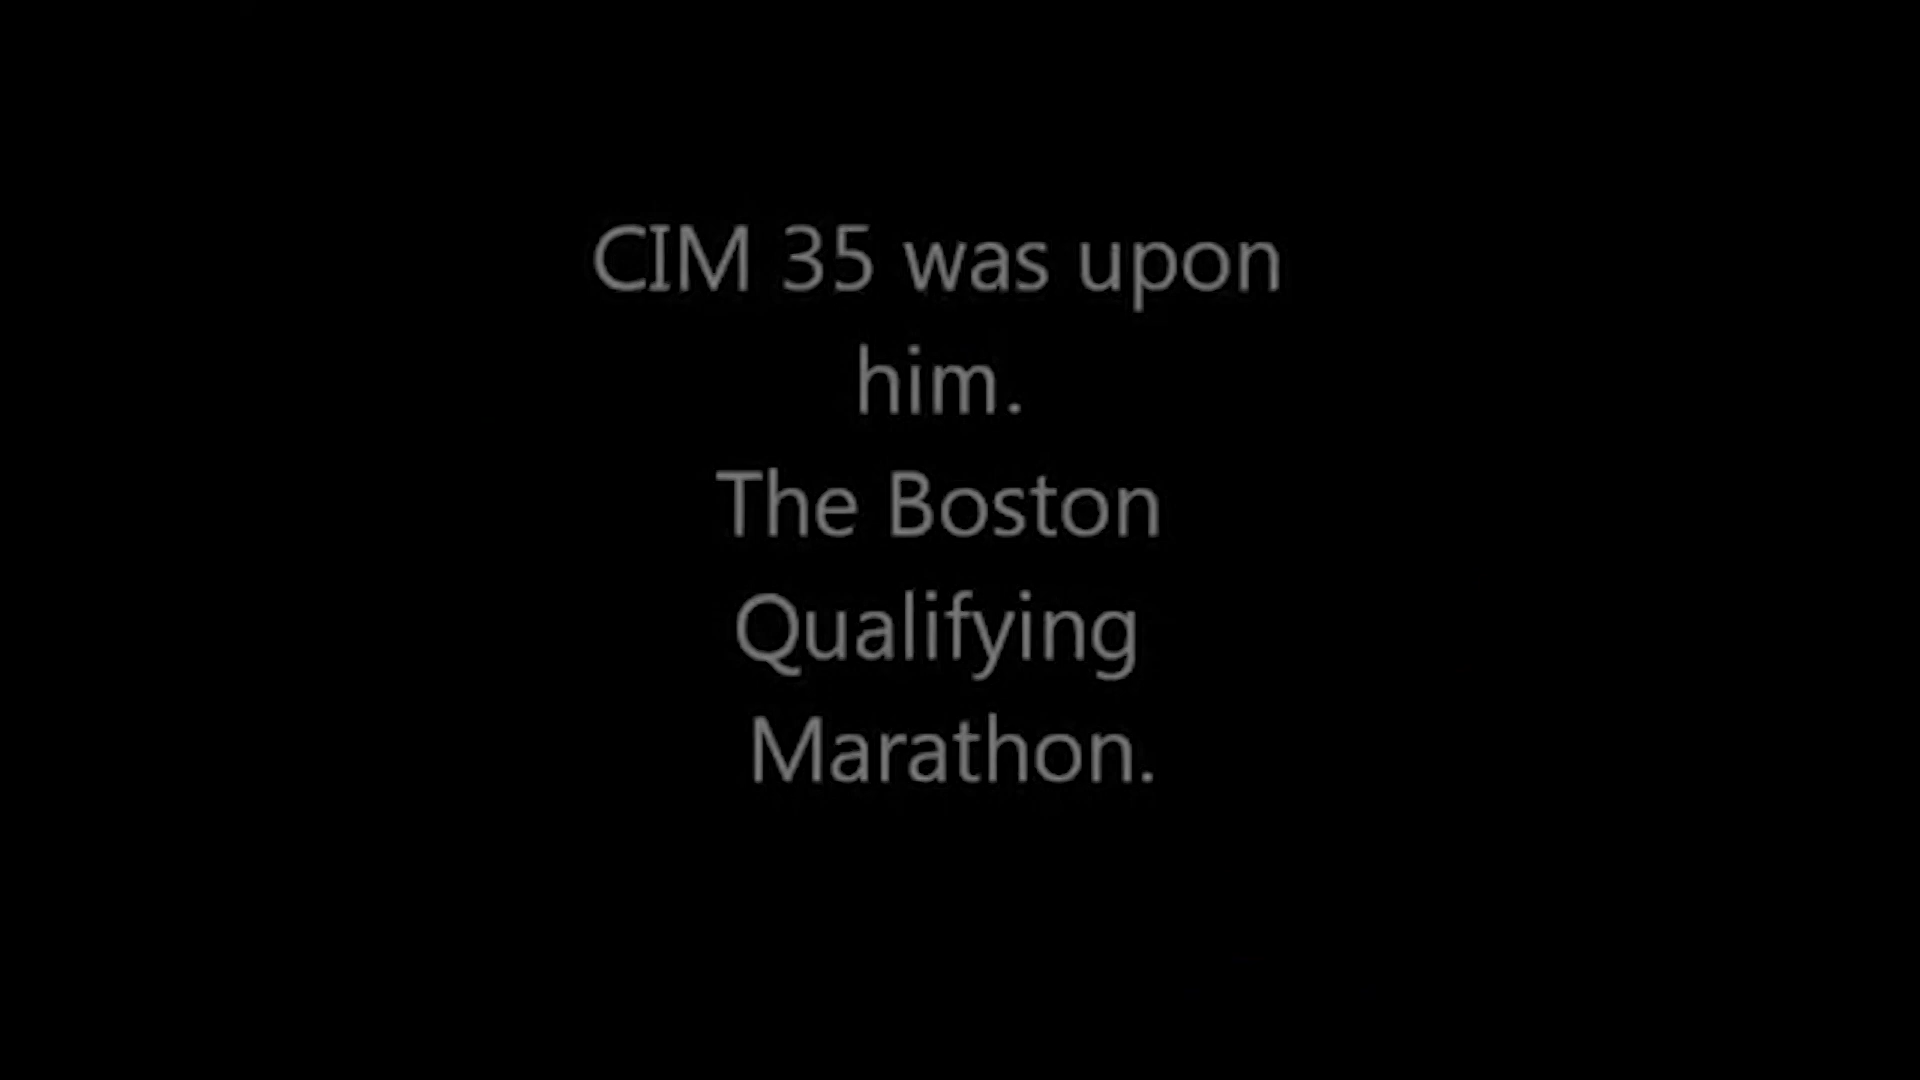 CIM 35 was upon
him.
The Boston
Qualifying
Marathon.